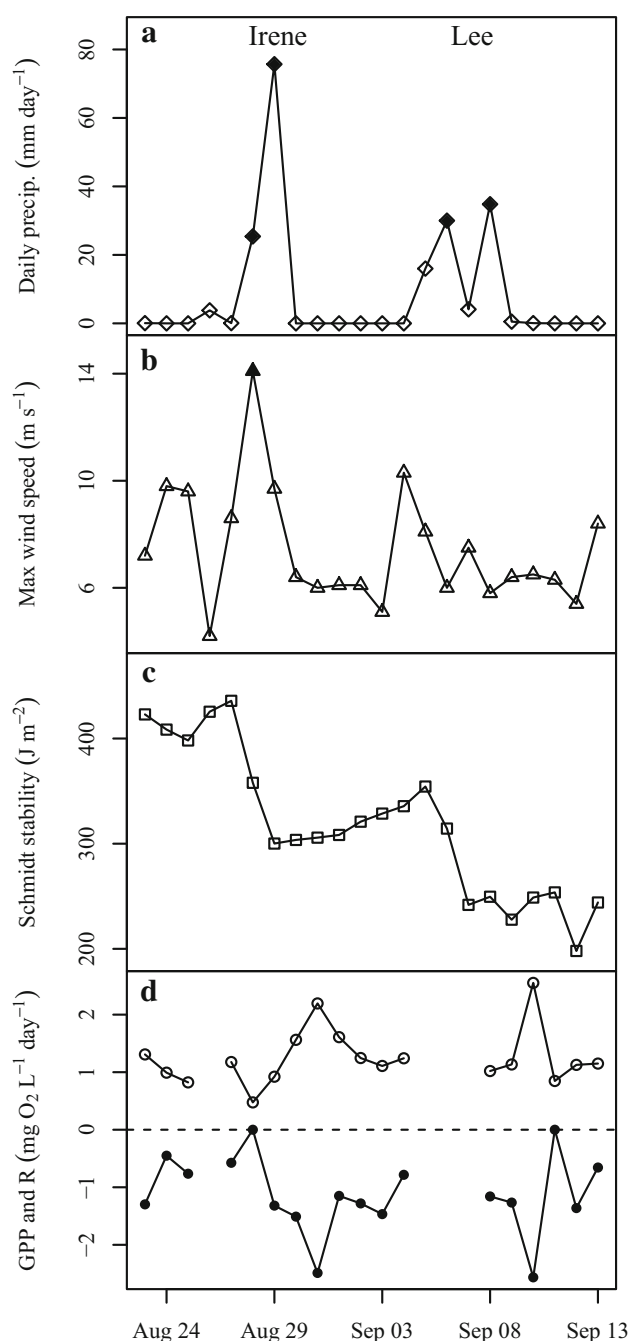 a
Irene
Lee
Daily precip. (mm day⁻¹)
80
60
40
20
0
b
Max wind speed (m s⁻¹)
14
10
6
c
Schmidt stability (J m⁻²)
400
300
200
d
GPP and R (mg O₂ L⁻¹ day⁻¹)
2
1
0
−1
−2
Aug 24 Aug 29 Sep 03 Sep 08 Sep 13